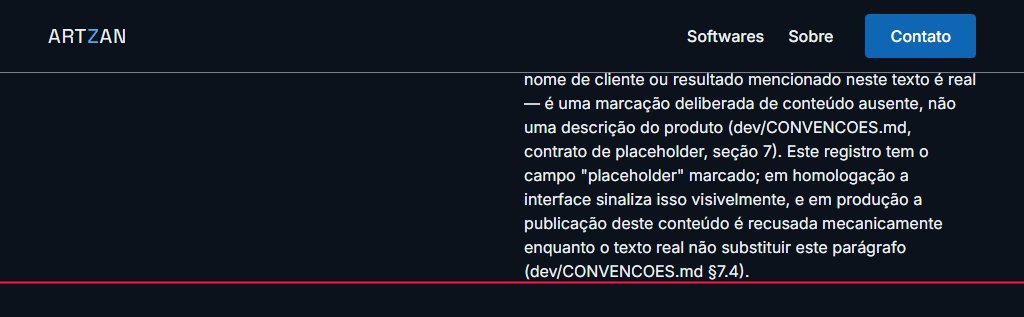 ARTZAN
Softwares
Sobre
Contato
nome de cliente ou resultado mencionado neste texto é real
— é uma marcação deliberada de conteúdo ausente, não
uma descrição do produto (dev/CONVENCOES.md,
contrato de placeholder, seção 7). Este registro tem o
campo "placeholder" marcado; em homologação a
interface sinaliza isso visivelmente, e em produção a
publicação deste conteúdo é recusada mecanicamente
enquanto o texto real não substituir este parágrafo
(dev/CONVENCOES.md §7.4).